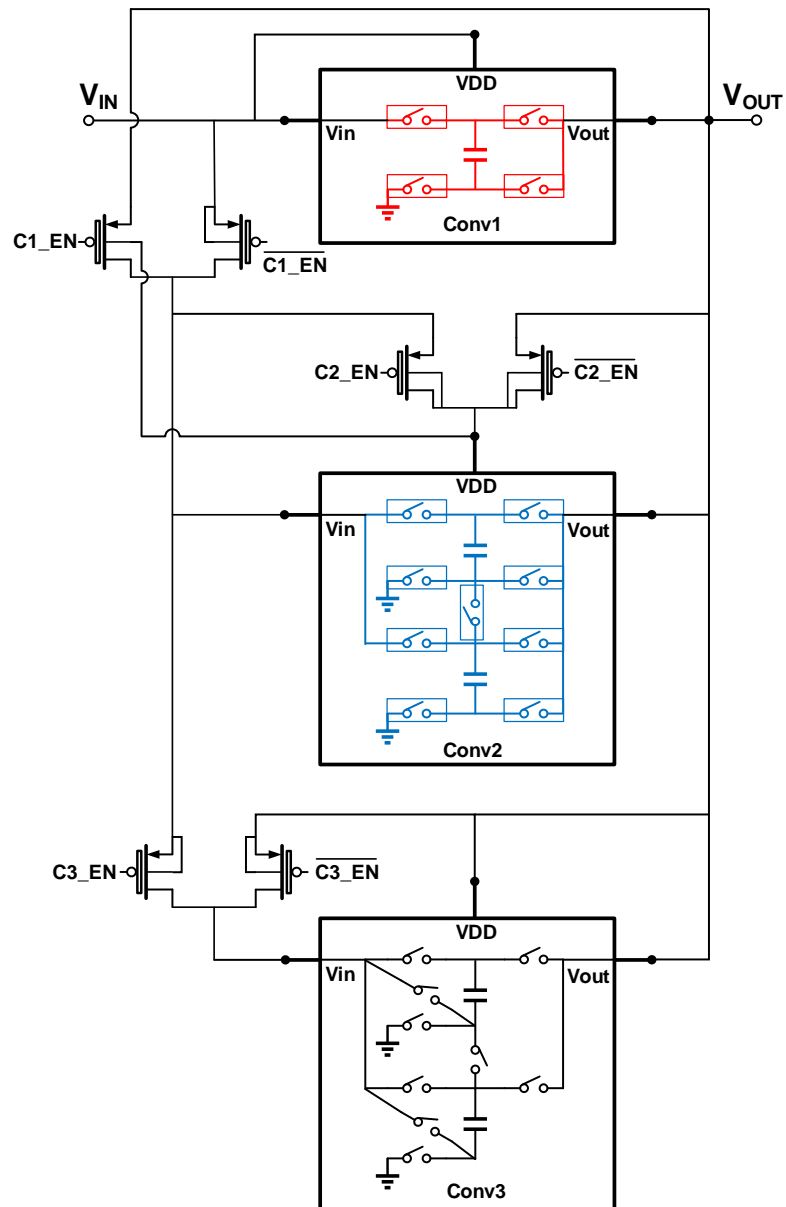 VDD
VIN
VOUT
Vin
Vout
Conv1
C1_EN
C1_EN
C2_EN
C2_EN
VDD
Vin
Vout
Conv2
C3_EN
C3_EN
VDD
Vin
Vout
Conv3